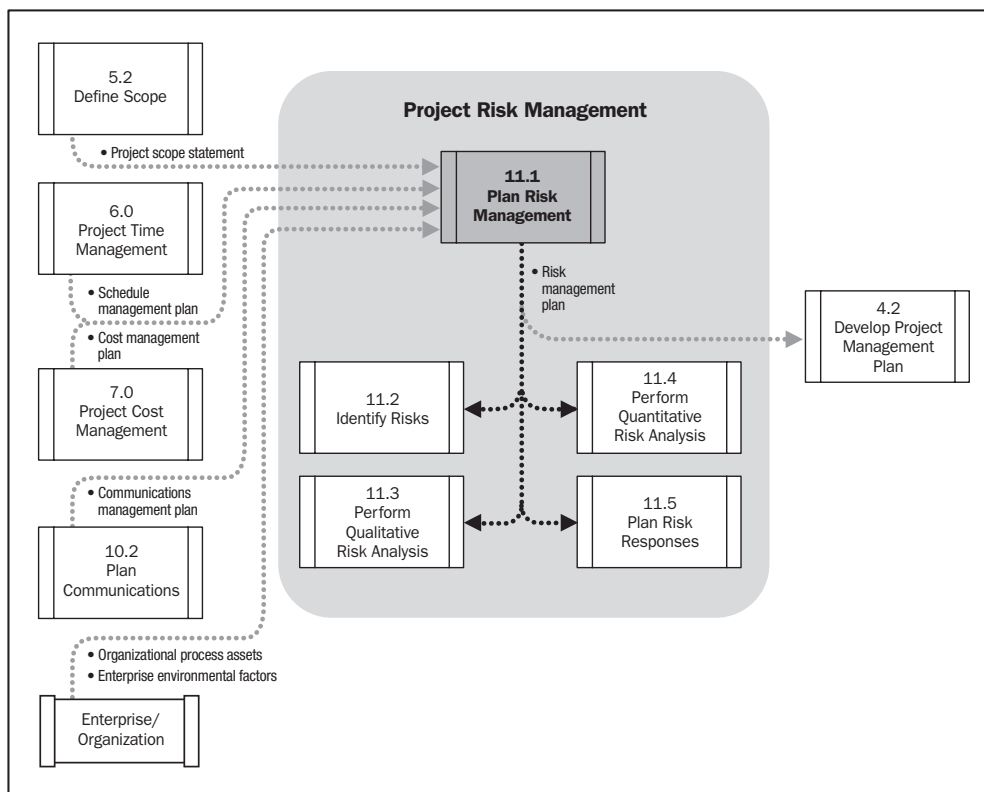 5.2
Define Scope
• Project scope statement
6.0
Project Time
Management
• Schedule
management plan
• Cost management
plan
7.0
Project Cost
Management
• Communications
management plan
10.2
Plan
Communications
• Organizational process assets
• Enterprise environmental factors
Enterprise/
Organization
Project Risk Management
11.1
Plan Risk
Management
• Risk
management
plan
11.2
Identify Risks
11.4
Perform
Quantitative
Risk Analysis
11.3
Perform
Qualitative
Risk Analysis
11.5
Plan Risk
Responses
4.2
Develop Project
Management
Plan